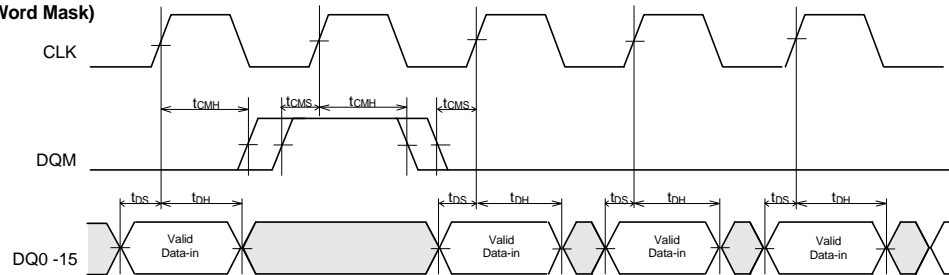 Word Mask)
CLK
tCMH
tCMS
tCMH
tCMS
DQM
tDS
tDH
tDS
tDH
tDS
tDH
tDS
tDH
Valid
Data-in
Valid
Data-in
Valid
Data-in
Valid
Data-in
DQ0 -15